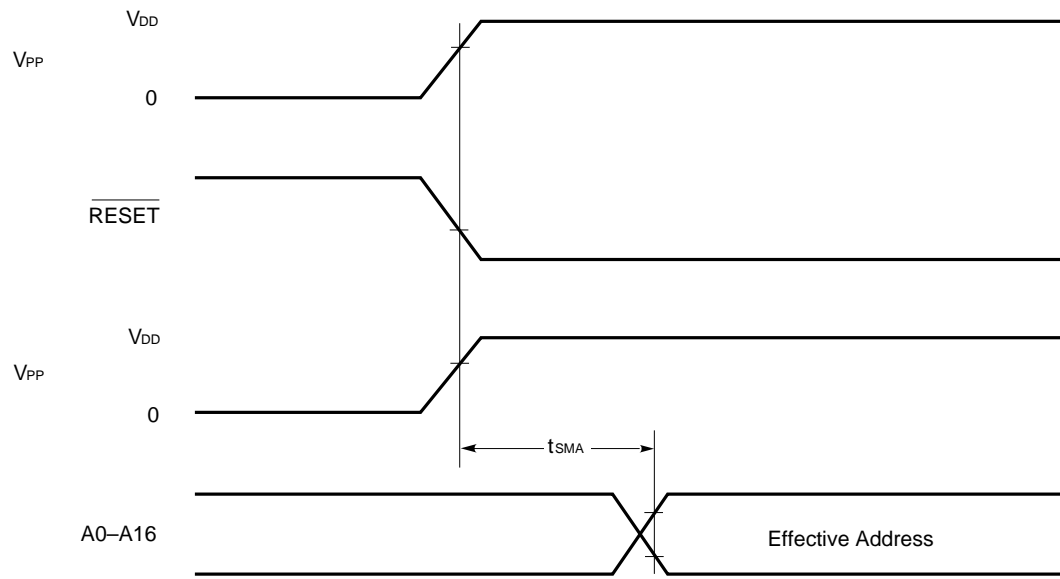 VDD
VPP
0
RESET
VDD
VPP
0
tSMA
A0–A16
Effective Address